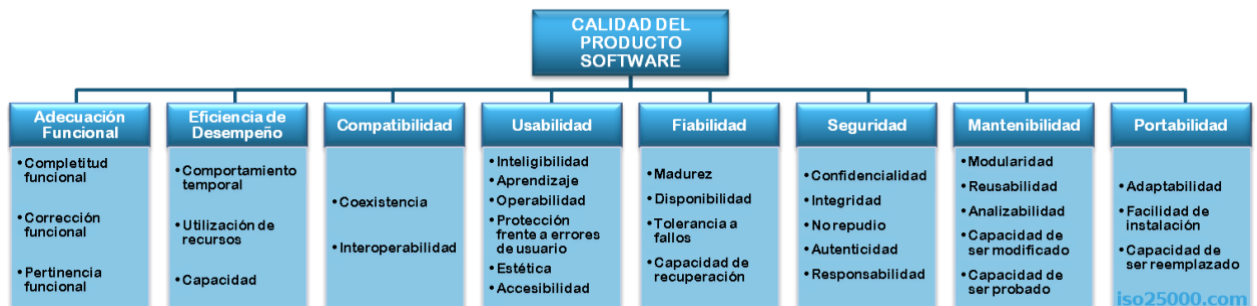 CALIDAD DEL
PRODUCTO
SOFTWARE
Adecuación
Funcional
• Completitud
funcional
• Corrección
funcional
• Pertinencia
funcional
Eficiencia de
Desempeño
• Comportamiento
temporal
• Utilización de
recursos
• Capacidad
Compatibilidad
• Coexistencia
• Interoperabilidad
Usabilidad
• Inteligibilidad
• Aprendizaje
• Operabilidad
• Protección
frente a errores
de usuario
• Estética
• Accesibilidad
Fiabilidad
• Madurez
• Disponibilidad
• Tolerancia a
fallos
• Capacidad de
recuperación
Seguridad
• Confidencialidad
• Integridad
• No repudio
• Autenticidad
• Responsabilidad
Mantenibilidad
• Modularidad
• Reusabilidad
• Analizabilidad
• Capacidad de
ser modificado
• Capacidad de
ser probado
Portabilidad
• Adaptabilidad
• Facilidad de
instalación
• Capacidad de
ser reemplazado
iso25000.com